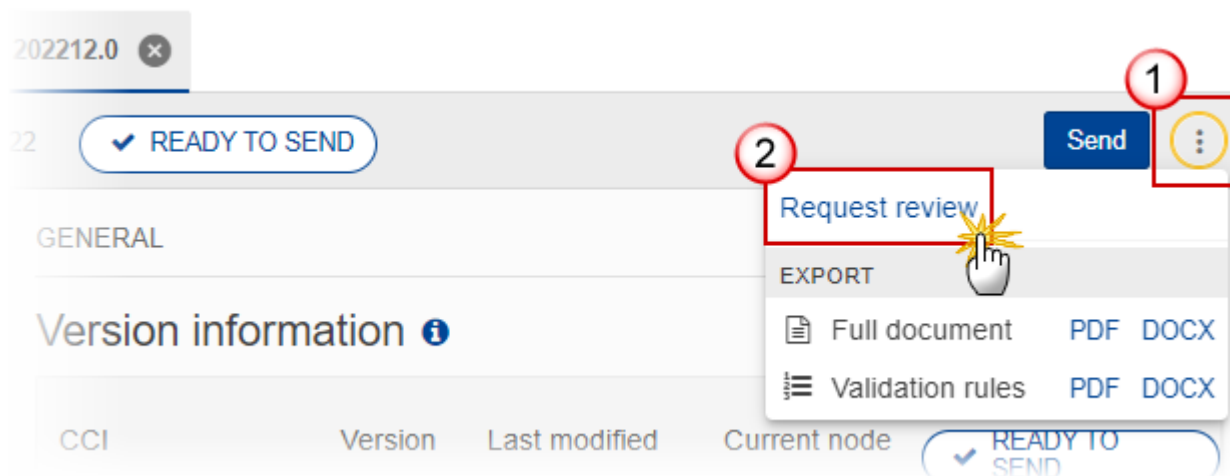 202212.0
1
22 READY TO SEND Send
2
Request review
GENERAL
EXPORT
Version information
Full document PDF DOCX
Validation rules PDF DOCX
CCI Version Last modified Current node READY TO
SEND